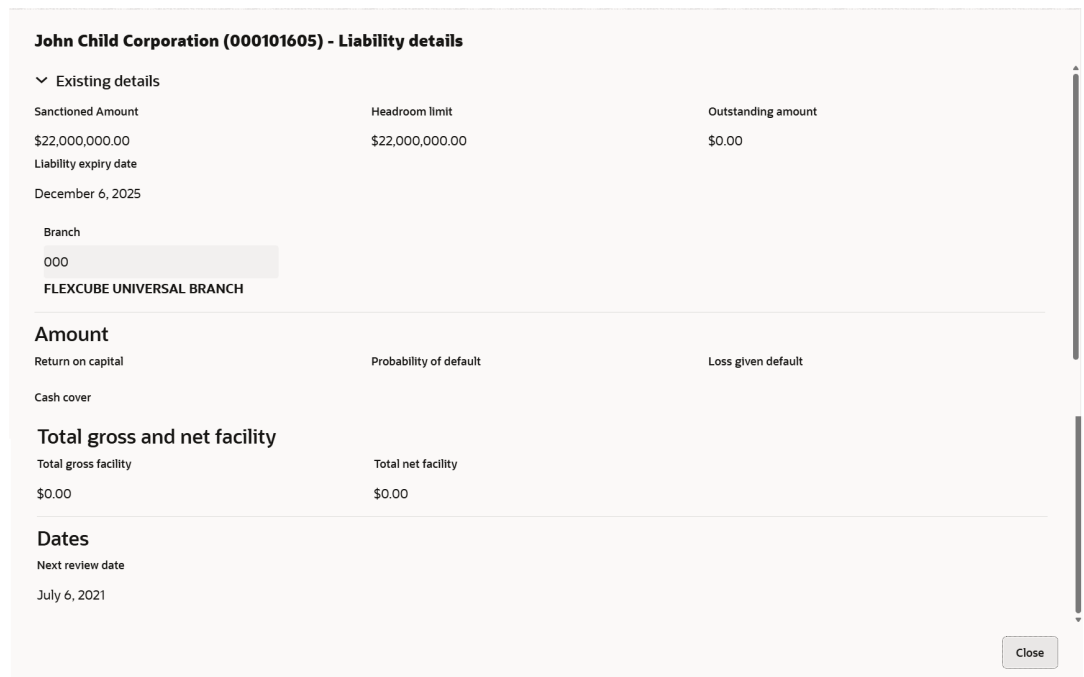 John Child Corporation (000101605) - Liability details
Existing details
Sanctioned Amount Headroom limit Outstanding amount
$22,000,000.00 $22,000,000.00 $0.00
Liability expiry date
December 6, 2025
Branch
000
FLEXCUBE UNIVERSAL BRANCH
Amount
Return on capital Probability of default Loss given default
Cash cover
Total gross and net facility
Total gross facility Total net facility
$0.00 $0.00
Dates
Next review date
July 6, 2021
Close